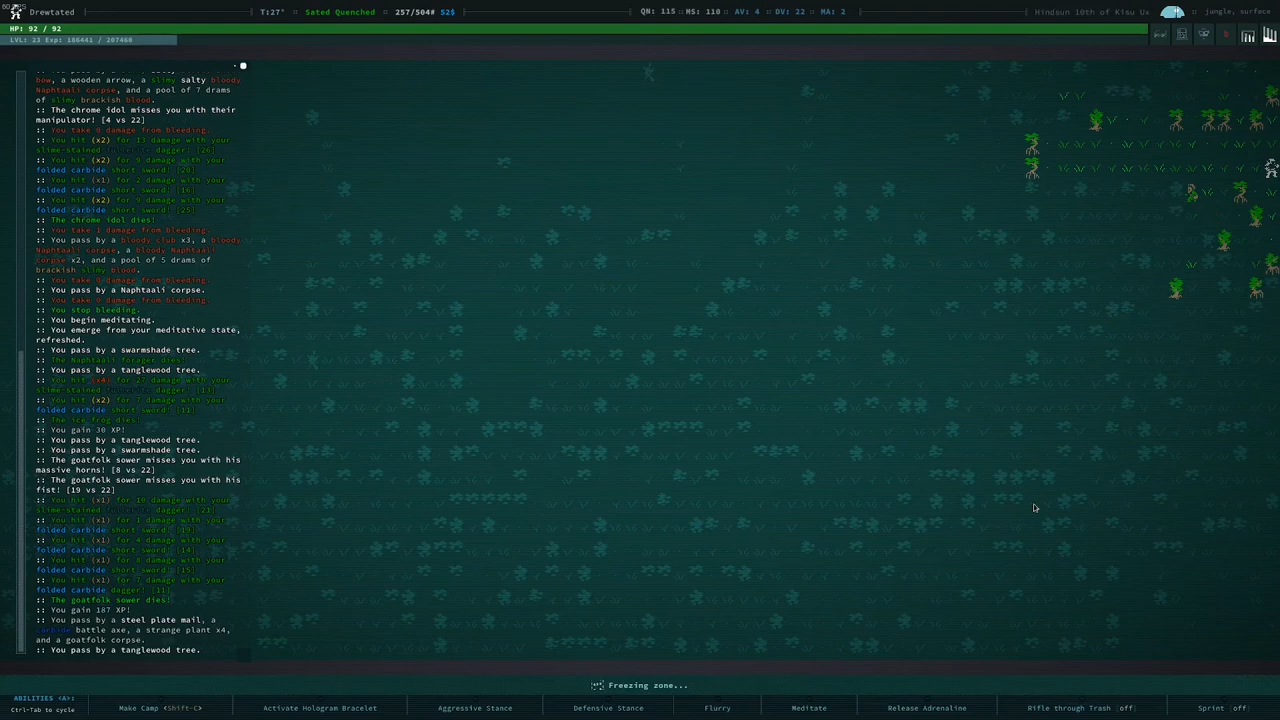 Drewtated
T:27° :: Sated Quenched :: 257/504# 52$
QN: 115 :: MS: 110 :: AV: 4 :: DV: 22 :: MA: 2
Hindsun 10th of Kisu Ux
:: jungle, surface
HP: 92 / 92
LVL: 23 Exp: 186441 / 207460
bow, a wooden arrow, a slimy salty bloody
Naphtaali corpse, and a pool of 7 drams
of slimy brackish blood.
:: The chrome idol misses you with their
manipulator! [4 vs 22]
:: You take 0 damage from bleeding.
:: You hit (x2) for 13 damage with your
slime-stained fullerite dagger! [26]
:: You hit (x2) for 9 damage with your
folded carbide short sword! [20]
:: You hit (x1) for 2 damage with your
folded carbide short sword! [16]
:: You hit (x2) for 9 damage with your
folded carbide short sword! [25]
:: The chrome idol dies!
:: You take 1 damage from bleeding.
:: You pass by a bloody club x3, a bloody
Naphtaali corpse, a bloody Naphtaali
corpse x2, and a pool of 5 drams of
brackish slimy blood.
:: You take 0 damage from bleeding.
:: You pass by a Naphtaali corpse.
:: You take 0 damage from bleeding.
:: You stop bleeding.
:: You begin meditating.
:: You emerge from your meditative state,
refreshed.
:: You pass by a swarmshade tree.
:: The Naphtaali forager dies!
:: You pass by a tanglewood tree.
:: You hit (x4) for 27 damage with your
slime-stained fullerite dagger! [13]
:: You hit (x2) for 7 damage with your
folded carbide short sword! [11]
:: The ice frog dies!
:: You gain 30 XP!
:: You pass by a tanglewood tree.
:: You pass by a swarmshade tree.
:: The goatfolk sower misses you with his
massive horns! [8 vs 22]
:: The goatfolk sower misses you with his
fist! [19 vs 22]
:: You hit (x1) for 10 damage with your
slime-stained fullerite dagger! [21]
:: You hit (x1) for 1 damage with your
folded carbide short sword! [19]
:: You hit (x1) for 4 damage with your
folded carbide short sword! [14]
:: You hit (x1) for 8 damage with your
folded carbide short sword! [15]
:: You hit (x1) for 7 damage with your
folded carbide dagger! [11]
:: The goatfolk sower dies!
:: You gain 187 XP!
:: You pass by a steel plate mail, a
carbide battle axe, a strange plant x4,
and a goatfolk corpse.
:: You pass by a tanglewood tree.
Freezing zone...
ABILITIES <A>:
Ctrl-Tab to cycle
Make Camp <Shift-C>
Activate Hologram Bracelet
Aggressive Stance
Defensive Stance
Flurry
Meditate
Release Adrenaline
Rifle through Trash [off]
Sprint [off]